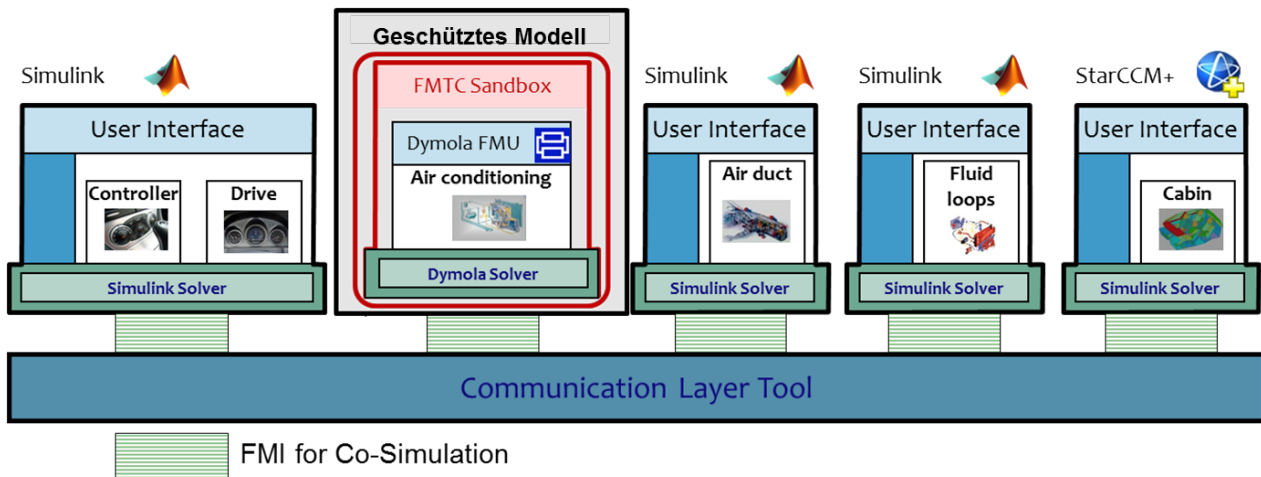 Geschütztes Modell
Simulink
FMTC Sandbox
Simulink
Simulink
StarCCM+
User Interface
Dymola FMU
User Interface
User Interface
User Interface
Controller
Drive
Air conditioning
Air duct
Fluid
loops
Cabin
Simulink Solver
Dymola Solver
Simulink Solver
Simulink Solver
Simulink Solver
Communication Layer Tool
FMI for Co-Simulation